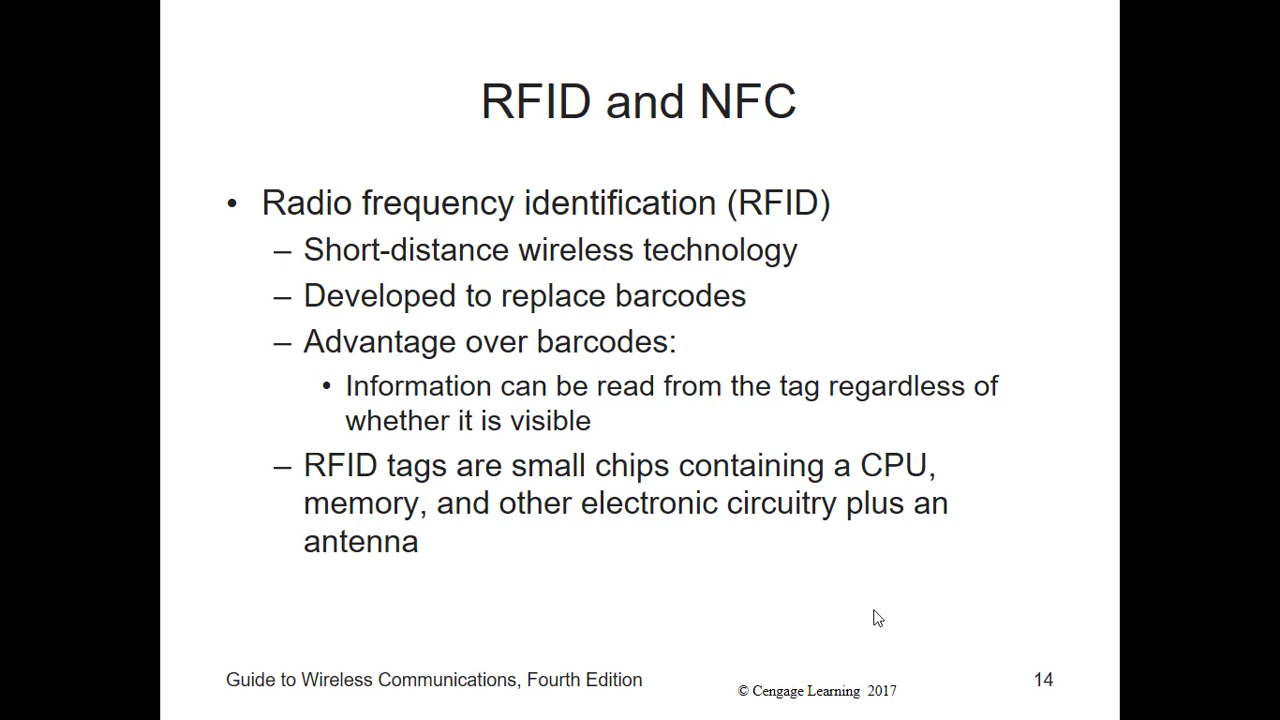 RFID and NFC
• Radio frequency identification (RFID)
– Short-distance wireless technology
– Developed to replace barcodes
– Advantage over barcodes:
• Information can be read from the tag regardless of
whether it is visible
– RFID tags are small chips containing a CPU,
memory, and other electronic circuitry plus an
antenna
Guide to Wireless Communications, Fourth Edition
© Cengage Learning 2017
14